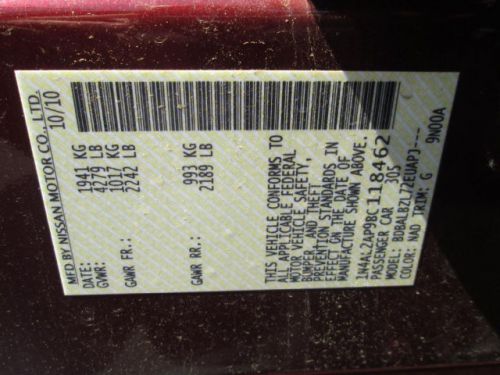 MFD.BY NISSAN MOTOR CO., LTD.
DATE: 10/10
GVWR: 1941 KG
4279 LB
GAWR FR: 1017 KG
2242 LB
GAWR RR: 993 KG
2189 LB
THIS VEHICLE CONFORMS TO
ALL APPLICABLE FEDERAL
MOTOR VEHICLE SAFETY,
BUMPER, AND THEFT
PREVENTION STANDARDS IN
EFFECT ON THE DATE OF
MANUFACTURE SHOWN ABOVE.
1N4AL2AP9BC118462
PASSENGER CAR 205
MODEL: BDBALBZL72EUAPJ----
COLOR: NAD TRIM: G 9N00A